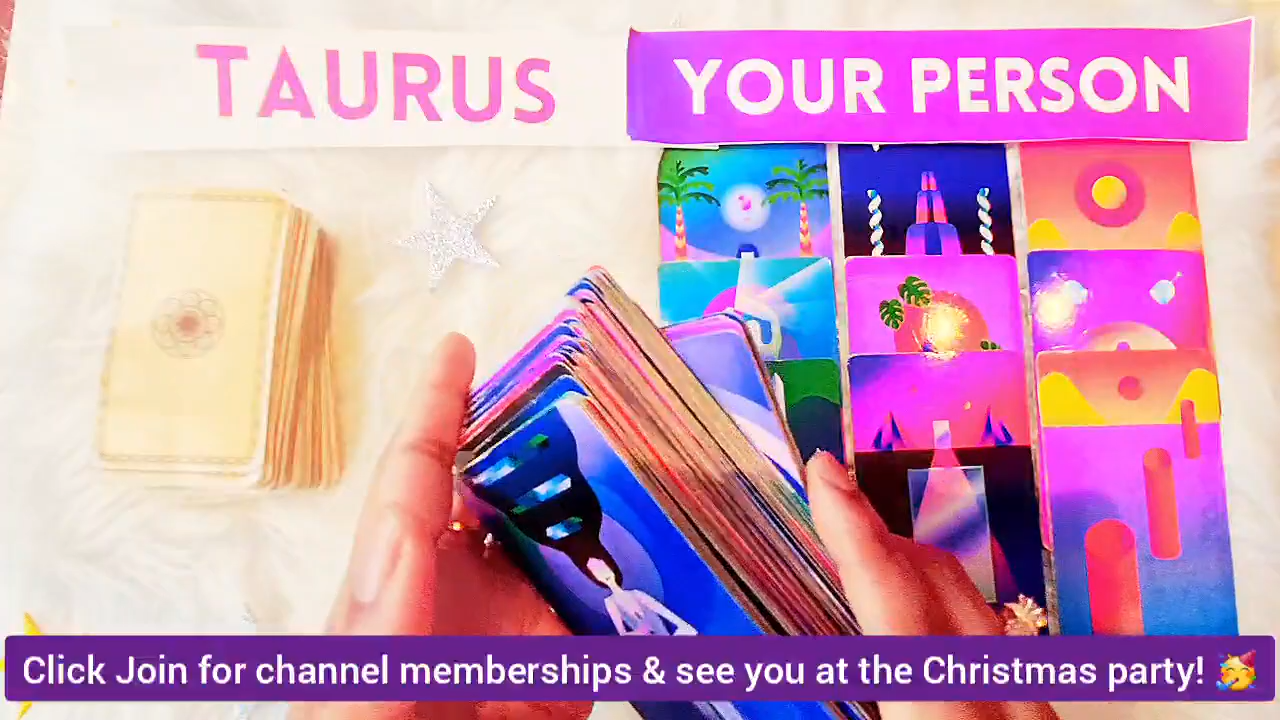 TAURUS
YOUR PERSON
Click Join for channel memberships & see you at the Christmas party! 🥳